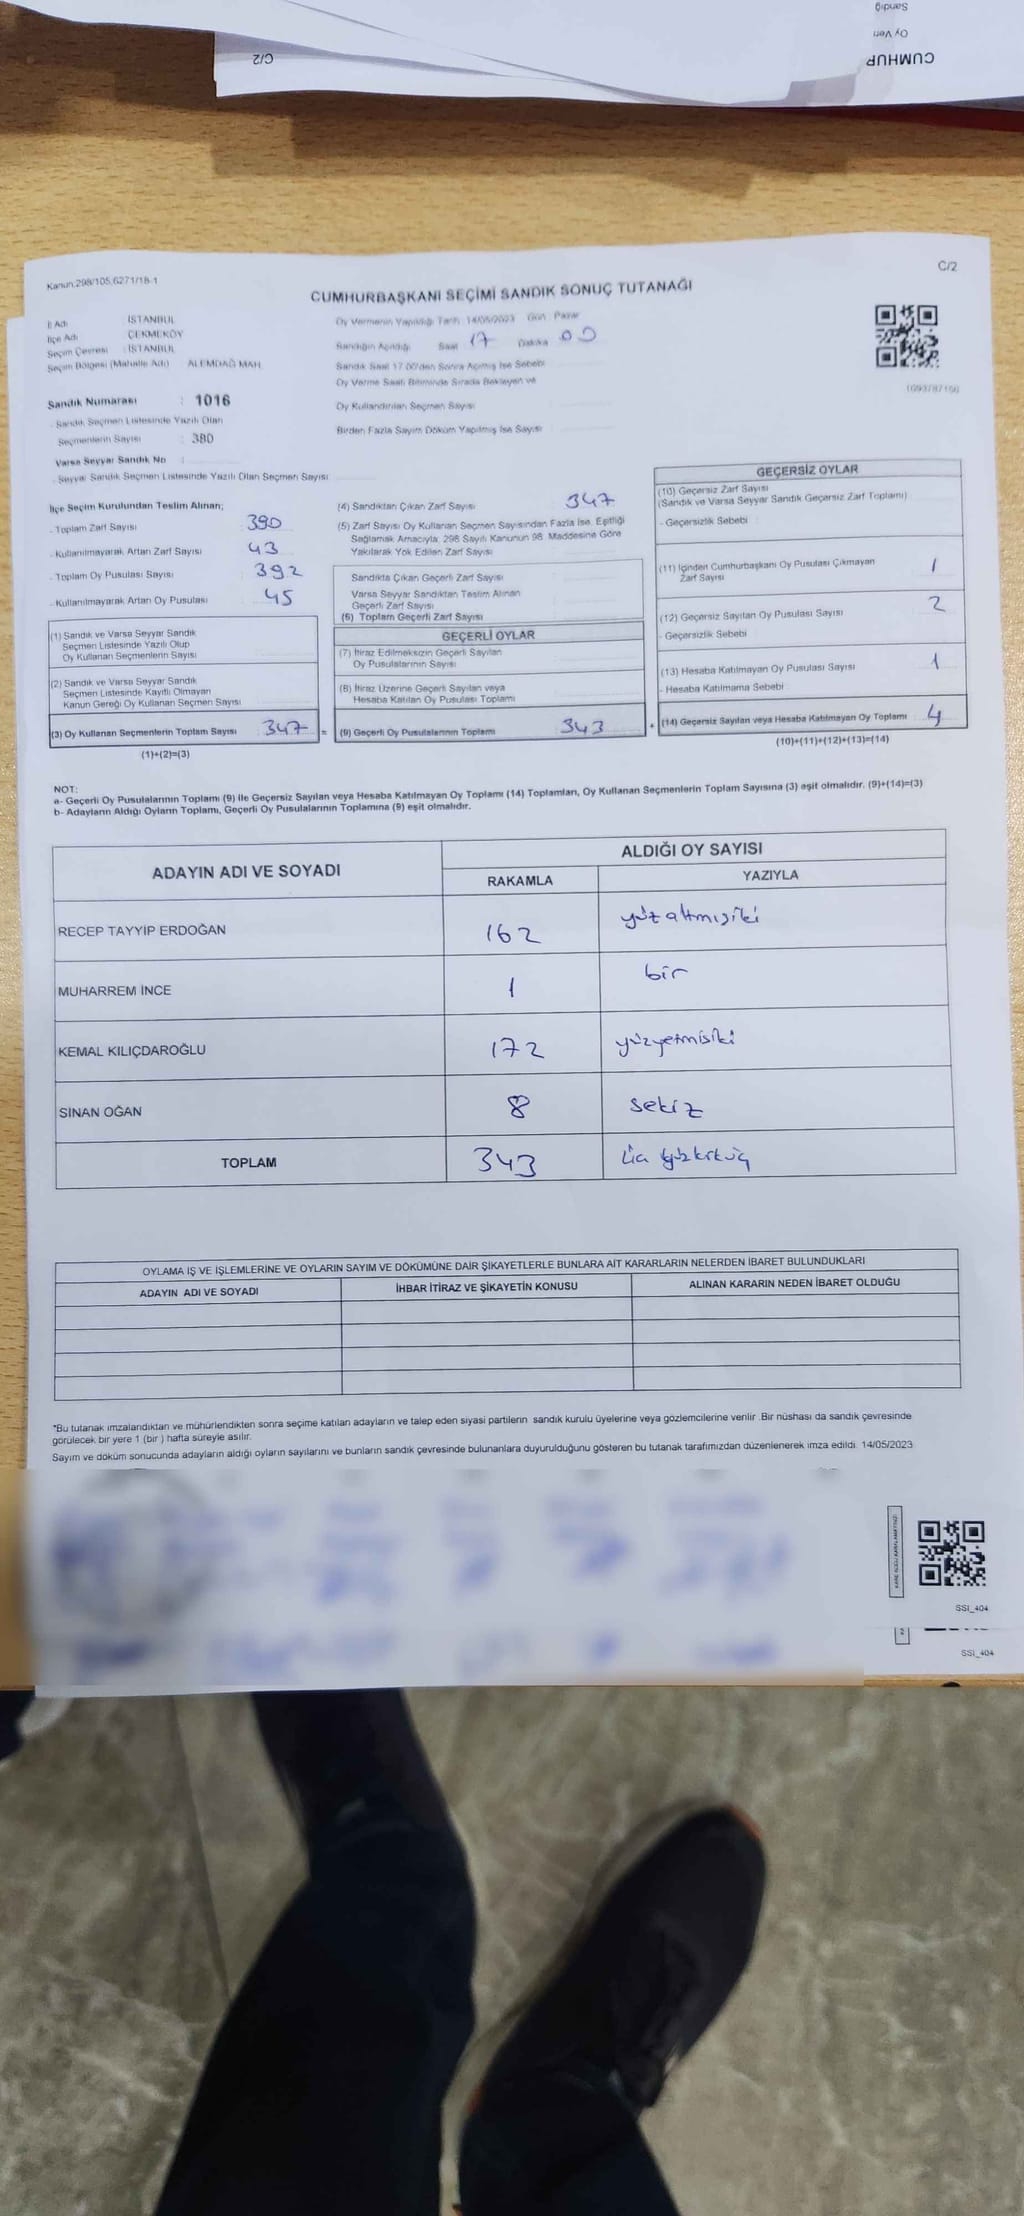 Sandığ
Oy Ven
CUMHUR
C/2
Kanun.298/105,6271/18-1
C/2
CUMHURBAŞKANI SEÇİMİ SANDIK SONUÇ TUTANAĞI
İl Adı İSTANBUL
İlçe Adı ÇEKMEKÖY
Seçim Çevresi : İSTANBUL
Seçim Bölgesi (Mahalle Adı) ALEMDAĞ MAH.
Sandık Numarası : 1016
- Sandık Seçmen Listesinde Yazılı Olan
Seçmenlerin Sayısı : 380
Varsa Seyyar Sandık No :
- Seyyar Sandık Seçmen Listesinde Yazılı Olan Seçmen Sayısı
Oy Vermenin Yapıldığı Tarih: 14/05/2023 Gün : Pazar
Sandığın Açıldığı Saat 17 Dakika 00
Sandık Saat 17.00'den Sonra Açılmış İse Sebebi
Oy Verme Saati Bitiminde Sırada Bekleyen ve
Oy Kullandırılan Seçmen Sayısı
Birden Fazla Sayım Döküm Yapılmış İse Sayısı
İlçe Seçim Kurulundan Teslim Alınan;
- Toplam Zarf Sayısı 390
- Kullanılmayarak Artan Zarf Sayısı 43
- Toplam Oy Pusulası Sayısı 392
- Kullanılmayarak Artan Oy Pusulası 45
(1) Sandık ve Varsa Seyyar Sandık
Seçmen Listesinde Yazılı Olup
Oy Kullanan Seçmenlerin Sayısı
(2) Sandık ve Varsa Seyyar Sandık
Seçmen Listesinde Kayıtlı Olmayan
Kanun Gereği Oy Kullanan Seçmen Sayısı
(3) Oy Kullanan Seçmenlerin Toplam Sayısı 347 =
(1)+(2)=(3)
(4) Sandıktan Çıkan Zarf Sayısı 347
(5) Zarf Sayısı Oy Kullanan Seçmen Sayısından Fazla İse, Eşitliği
Sağlamak Amacıyla, 298 Sayılı Kanunun 98. Maddesine Göre
Yakılarak Yok Edilen Zarf Sayısı
Sandıkta Çıkan Geçerli Zarf Sayısı
Varsa Seyyar Sandıktan Teslim Alınan
Geçerli Zarf Sayısı
(6) Toplam Geçerli Zarf Sayısı
GEÇERLİ OYLAR
(7) İtiraz Edilmeksizin Geçerli Sayılan
Oy Pusulalarının Sayısı
(8) İtiraz Üzerine Geçerli Sayılan veya
Hesaba Katılan Oy Pusulası Toplamı
(9) Geçerli Oy Pusulalarının Toplamı 343 +
GEÇERSİZ OYLAR
(10) Geçersiz Zarf Sayısı
(Sandık ve Varsa Seyyar Sandık Geçersiz Zarf Toplamı)
- Geçersizlik Sebebi
(11) İçinden Cumhurbaşkanı Oy Pusulası Çıkmayan
Zarf Sayısı 1
(12) Geçersiz Sayılan Oy Pusulası Sayısı 2
- Geçersizlik Sebebi
(13) Hesaba Katılmayan Oy Pusulası Sayısı 1
- Hesaba Katılmama Sebebi
(14) Geçersiz Sayılan veya Hesaba Katılmayan Oy Toplamı 4
(10)+(11)+(12)+(13)=(14)
NOT:
a- Geçerli Oy Pusulalarının Toplamı (9) ile Geçersiz Sayılan veya Hesaba Katılmayan Oy Toplamı (14) Toplamları, Oy Kullanan Seçmenlerin Toplam Sayısına (3) eşit olmalıdır. (9)+(14)=(3)
b- Adayların Aldığı Oyların Toplamı, Geçerli Oy Pusulalarının Toplamına (9) eşit olmalıdır.
ADAYIN ADI VE SOYADI
ALDIĞI OY SAYISI
RAKAMLA YAZIYLA
RECEP TAYYİP ERDOĞAN 162 yüzaltmışiki
MUHARREM İNCE 1 bir
KEMAL KILIÇDAROĞLU 172 yüzyetmişiki
SİNAN OĞAN 8 sekiz
TOPLAM 343 üç yüzkırküç
OYLAMA İŞ VE İŞLEMLERİNE VE OYLARIN SAYIM VE DÖKÜMÜNE DAİR ŞİKAYETLERLE BUNLARA AİT KARARLARIN NELERDEN İBARET BULUNDUKLARI
ADAYIN ADI VE SOYADI İHBAR İTİRAZ VE ŞİKAYETİN KONUSU ALINAN KARARIN NEDEN İBARET OLDUĞU
*Bu tutanak imzalandıktan ve mühürlendikten sonra seçime katılan adayların ve talep eden siyasi partilerin sandık kurulu üyelerine veya gözlemcilerine verilir .Bir nüshası da sandık çevresinde
görülecek bir yere 1 (bir ) hafta süreyle asılır.
Sayım ve döküm sonucunda adayların aldığı oyların sayılarını ve bunların sandık çevresinde bulunanlara duyurulduğunu gösteren bu tutanak tarafımızdan düzenlenerek imza edildi. 14/05/2023
SSI_404
SSI_404